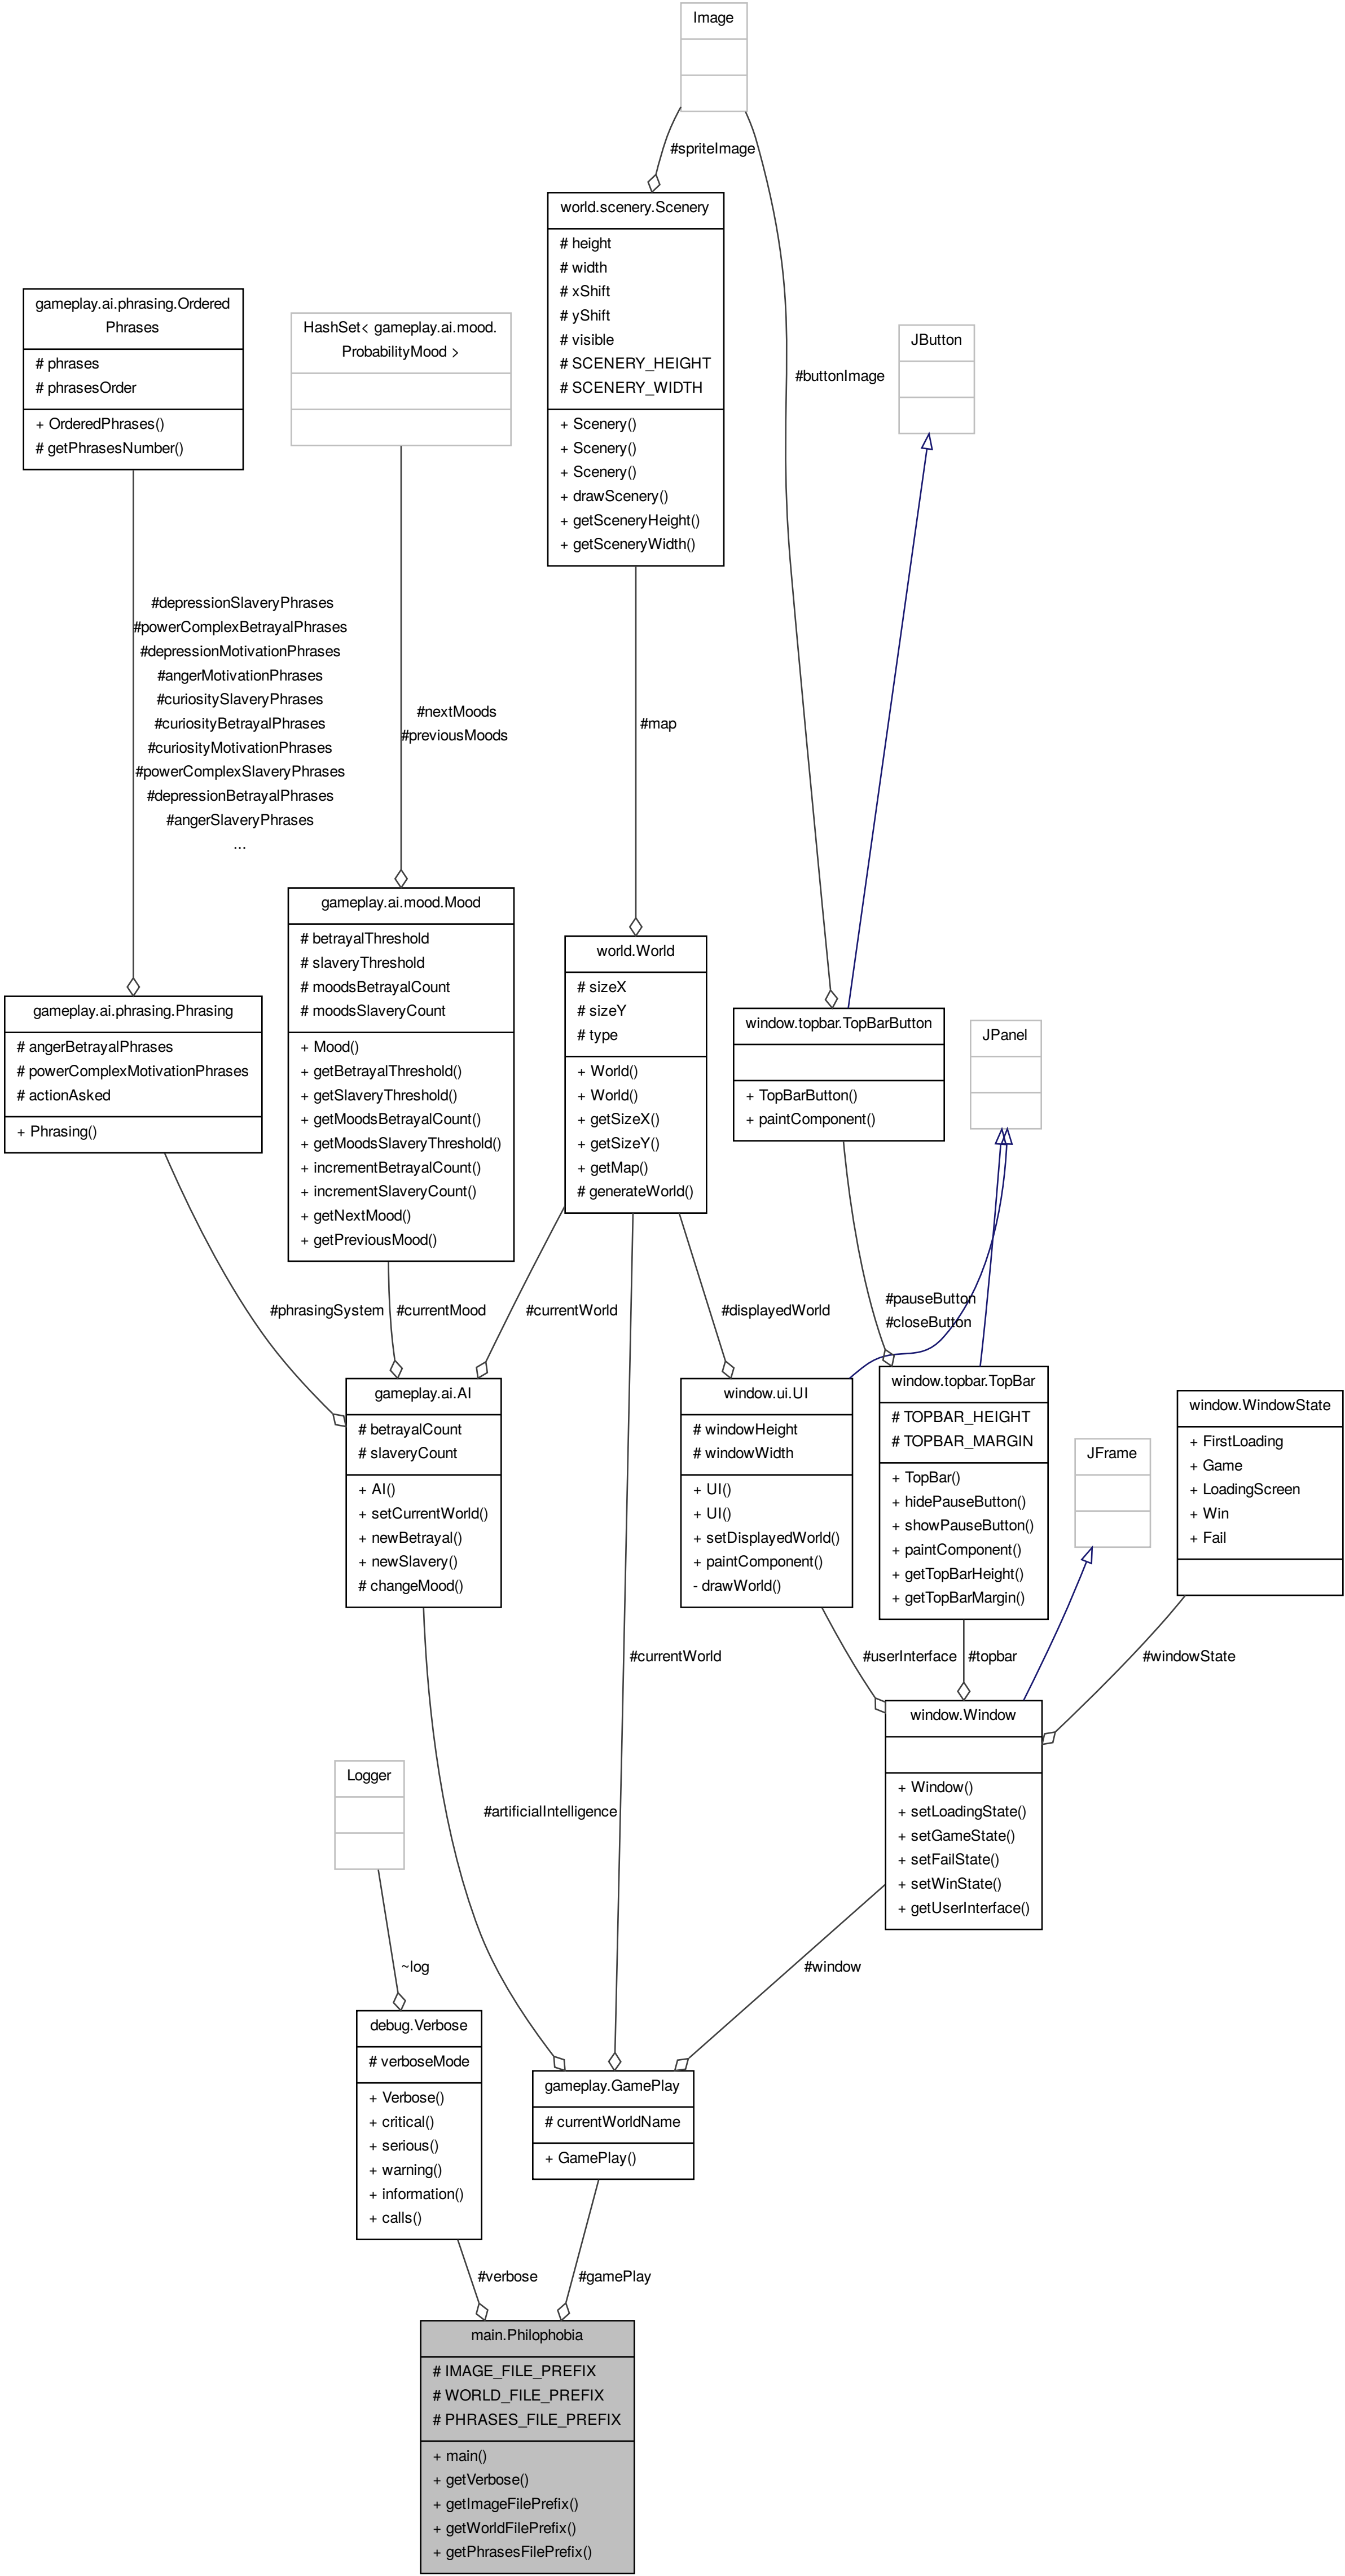 Image
#spriteImage
world.scenery.Scenery
# height
# width
# xShift
# yShift
# visible
# SCENERY_HEIGHT
# SCENERY_WIDTH
+ Scenery()
+ Scenery()
+ Scenery()
+ drawScenery()
+ getSceneryHeight()
+ getSceneryWidth()
gameplay.ai.phrasing.Ordered
Phrases
# phrases
# phrasesOrder
+ OrderedPhrases()
# getPhrasesNumber()
HashSet< gameplay.ai.mood.
ProbabilityMood >
#buttonImage
JButton
#depressionSlaveryPhrases
#powerComplexBetrayalPhrases
#depressionMotivationPhrases
#angerMotivationPhrases
#curiositySlaveryPhrases
#curiosityBetrayalPhrases
#curiosityMotivationPhrases
#powerComplexSlaveryPhrases
#depressionBetrayalPhrases
#angerSlaveryPhrases
...
#nextMoods
#previousMoods
#map
gameplay.ai.phrasing.Phrasing
# angerBetrayalPhrases
# powerComplexMotivationPhrases
# actionAsked
+ Phrasing()
gameplay.ai.mood.Mood
# betrayalThreshold
# slaveryThreshold
# moodsBetrayalCount
# moodsSlaveryCount
+ Mood()
+ getBetrayalThreshold()
+ getSlaveryThreshold()
+ getMoodsBetrayalCount()
+ getMoodsSlaveryThreshold()
+ incrementBetrayalCount()
+ incrementSlaveryCount()
+ getNextMood()
+ getPreviousMood()
world.World
# sizeX
# sizeY
# type
+ World()
+ World()
+ getSizeX()
+ getSizeY()
+ getMap()
# generateWorld()
window.topbar.TopBarButton
+ TopBarButton()
+ paintComponent()
JPanel
#phrasingSystem
#currentMood
#currentWorld
#displayedWorld
#pauseButton
#closeButton
gameplay.ai.AI
# betrayalCount
# slaveryCount
+ AI()
+ setCurrentWorld()
+ newBetrayal()
+ newSlavery()
# changeMood()
window.ui.UI
# windowHeight
# windowWidth
+ UI()
+ UI()
+ setDisplayedWorld()
+ paintComponent()
- drawWorld()
window.topbar.TopBar
# TOPBAR_HEIGHT
# TOPBAR_MARGIN
+ TopBar()
+ hidePauseButton()
+ showPauseButton()
+ paintComponent()
+ getTopBarHeight()
+ getTopBarMargin()
JFrame
window.WindowState
+ FirstLoading
+ Game
+ LoadingScreen
+ Win
+ Fail
#currentWorld
#userInterface
#topbar
#windowState
window.Window
+ Window()
+ setLoadingState()
+ setGameState()
+ setFailState()
+ setWinState()
+ getUserInterface()
Logger
#artificialIntelligence
~log
#window
debug.Verbose
# verboseMode
+ Verbose()
+ critical()
+ serious()
+ warning()
+ information()
+ calls()
gameplay.GamePlay
# currentWorldName
+ GamePlay()
#verbose
#gamePlay
main.Philophobia
# IMAGE_FILE_PREFIX
# WORLD_FILE_PREFIX
# PHRASES_FILE_PREFIX
+ main()
+ getVerbose()
+ getImageFilePrefix()
+ getWorldFilePrefix()
+ getPhrasesFilePrefix()